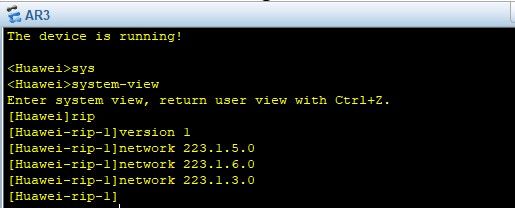 AR3
The device is running!
<Huawei>sys
<Huawei>system-view
Enter system view, return user view with Ctrl+Z.
[Huawei]rip
[Huawei-rip-1]version 1
[Huawei-rip-1]network 223.1.5.0
[Huawei-rip-1]network 223.1.6.0
[Huawei-rip-1]network 223.1.3.0
[Huawei-rip-1]